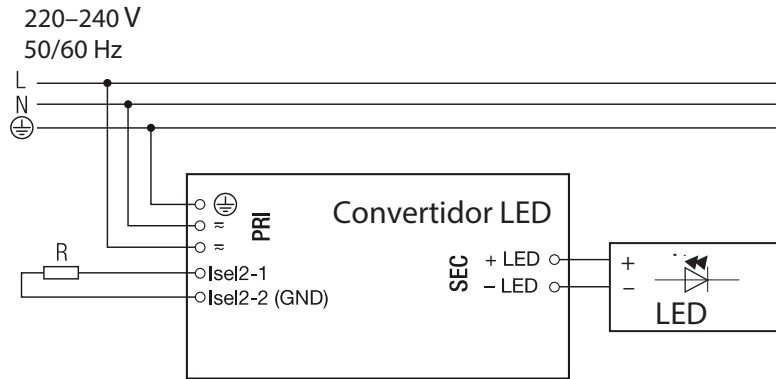 220–240 V
50/60 Hz
L
N
PRI
≂
≂
Convertidor LED
R
Isel2-1
Isel2-2 (GND)
SEC
+ LED
– LED
+
–
LED